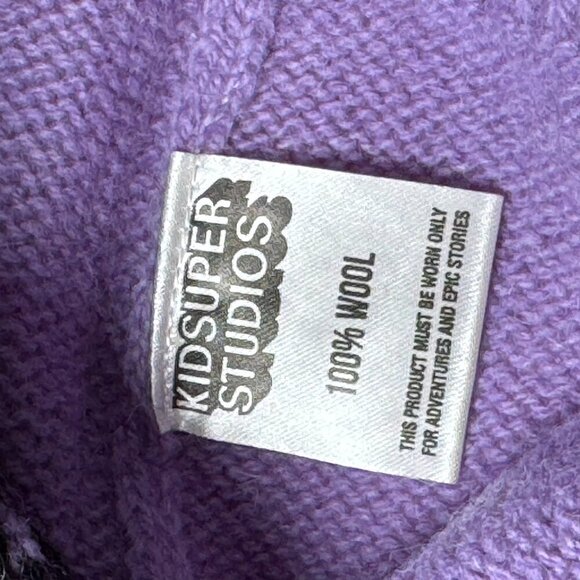 KIDSUPER
STUDIOS
100% WOOL
THIS PRODUCT MUST BE WORN ONLY
FOR ADVENTURES AND EPIC STORIES